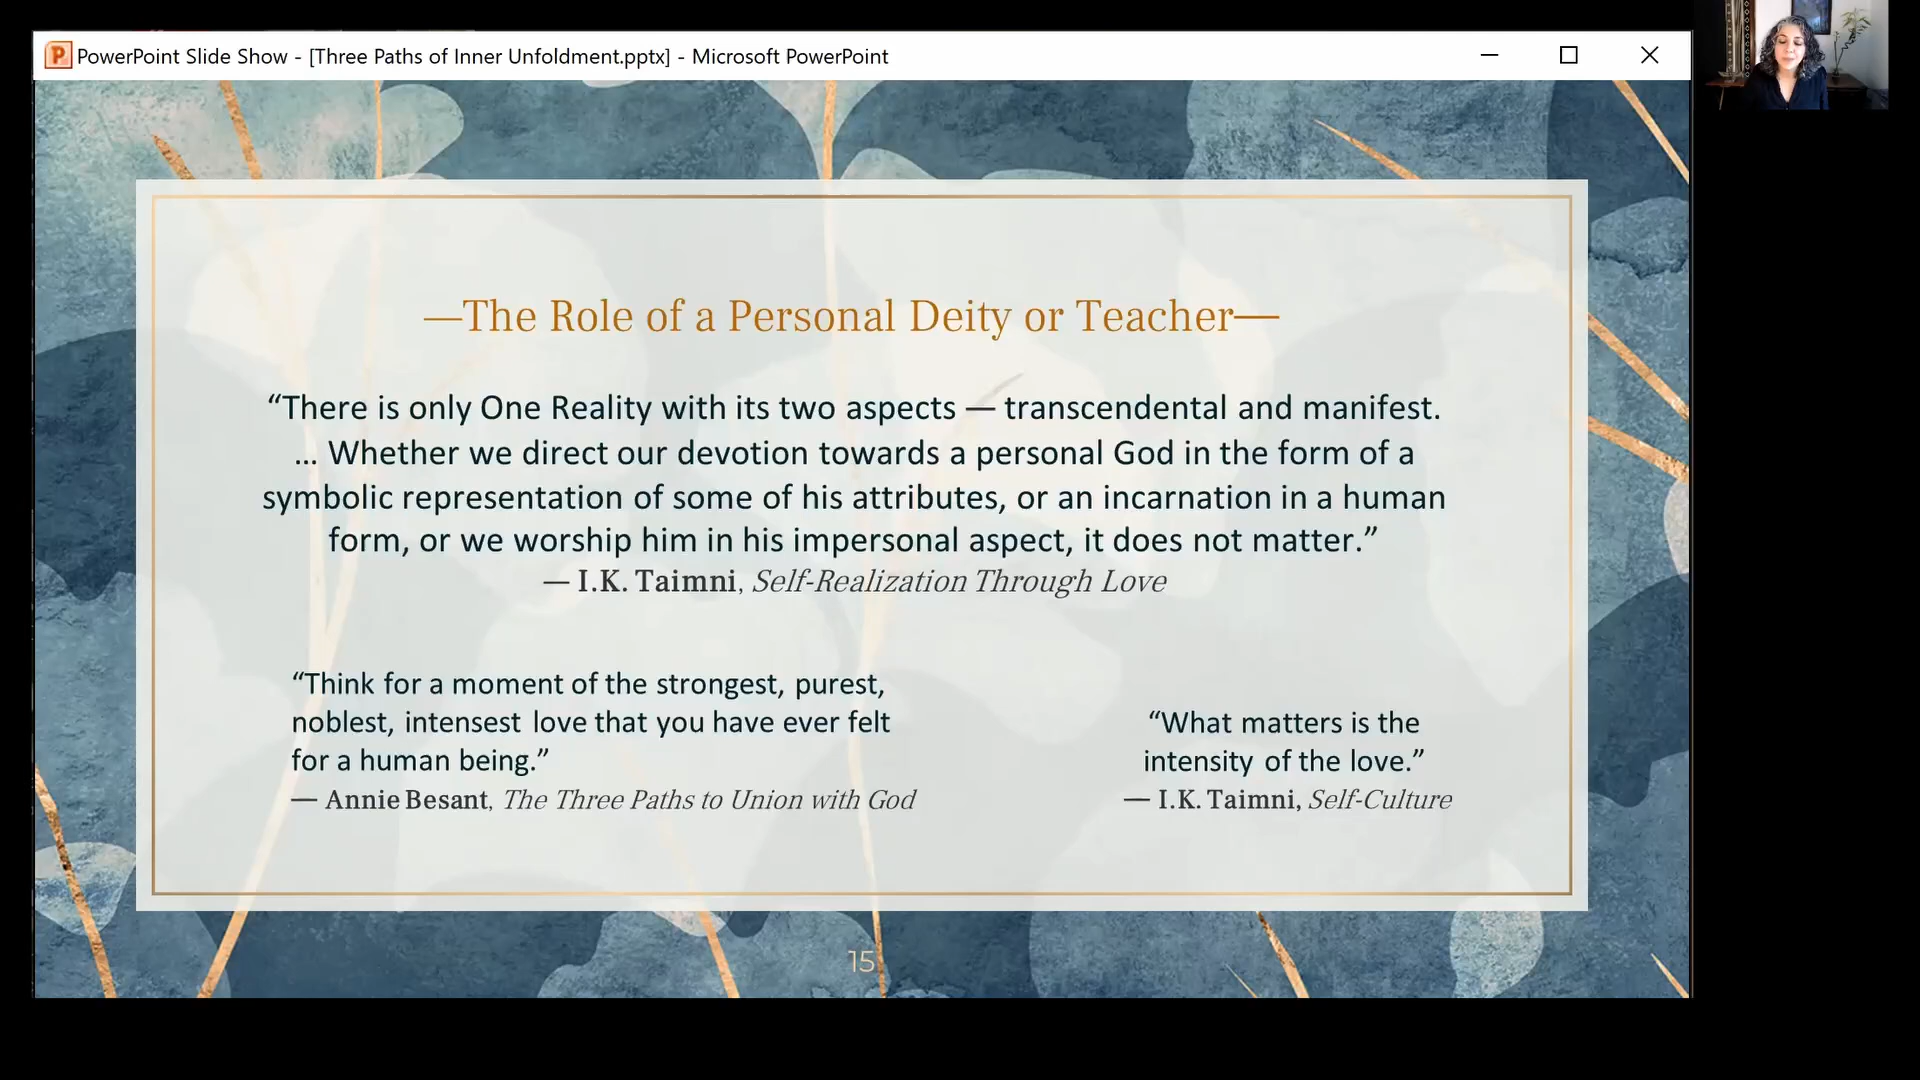 PowerPoint Slide Show - [Three Paths of Inner Unfoldment.pptx] - Microsoft PowerPoint
—The Role of a Personal Deity or Teacher—
“There is only One Reality with its two aspects — transcendental and manifest.
... Whether we direct our devotion towards a personal God in the form of a
symbolic representation of some of his attributes, or an incarnation in a human
form, or we worship him in his impersonal aspect, it does not matter.”
— I.K. Taimni, Self-Realization Through Love
“Think for a moment of the strongest, purest,
noblest, intensest love that you have ever felt
for a human being.”
— Annie Besant, The Three Paths to Union with God
“What matters is the
intensity of the love.”
— I.K. Taimni, Self-Culture
15